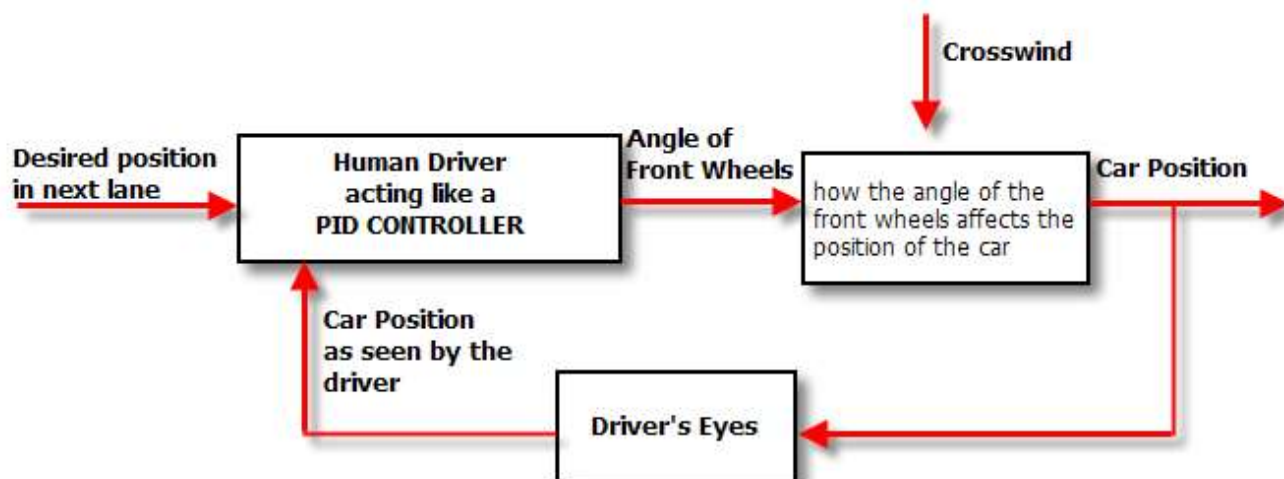 Crosswind
Desired position
in next lane
Human Driver
acting like a
PID CONTROLLER
Angle of
Front Wheels
how the angle of the
front wheels affects the
position of the car
Car Position
Car Position
as seen by the
driver
Driver's Eyes